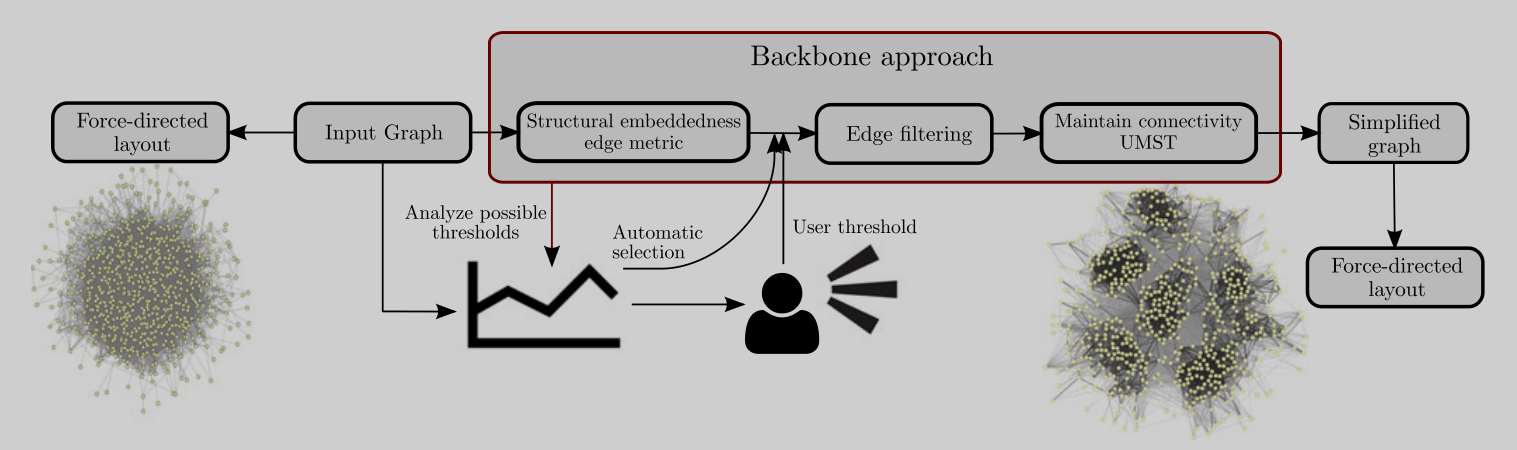 Backbone approach
Force-directed
layout
Input Graph
Structural embeddedness
edge metric
Edge filtering
Maintain connectivity
UMST
Simplified
graph
Analyze possible
thresholds
Automatic
selection
User threshold
Force-directed
layout